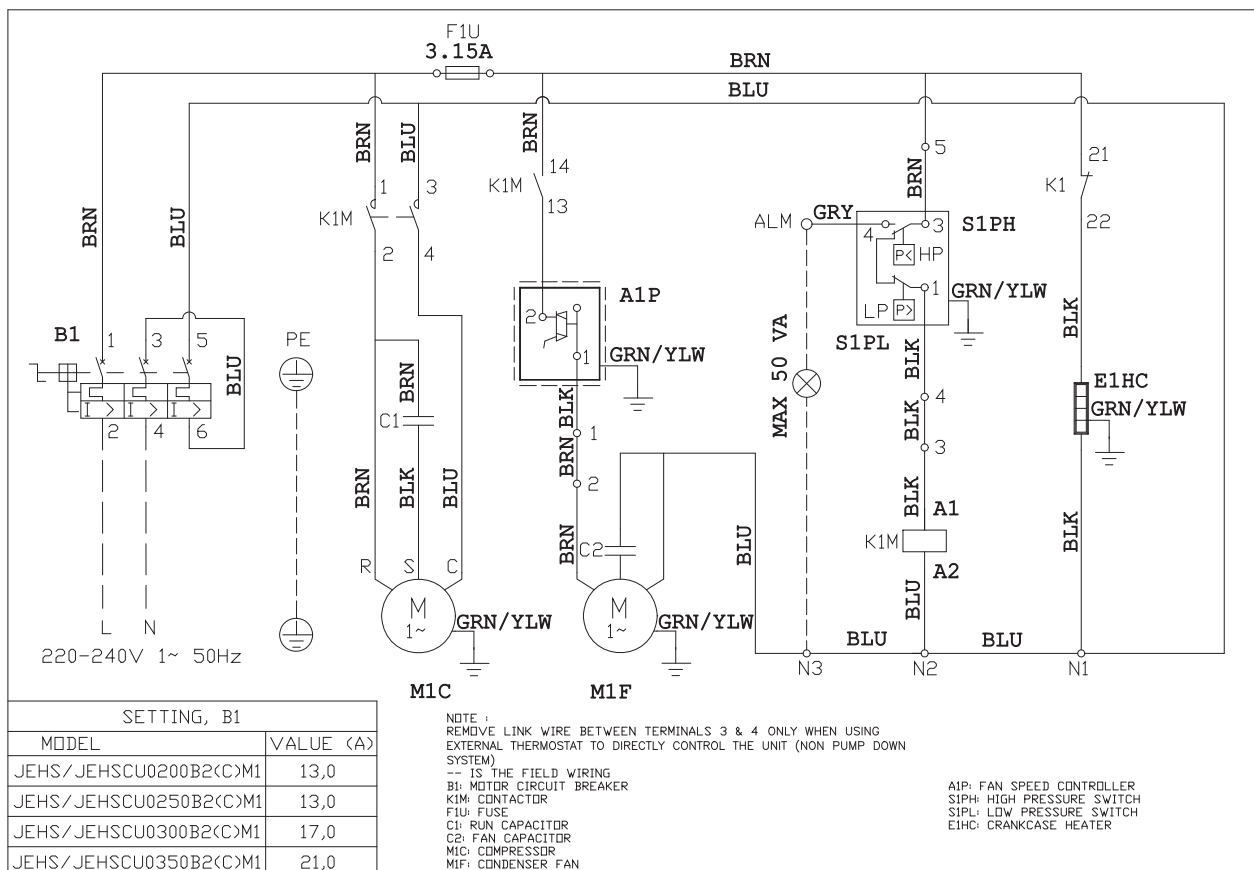 F1U
3.15A
BRN
BLU
BRN
BLU
BRN
BLU
BRN
BRN
5
14
13
K1M
1
3
K1M
2
4
21
K1
22
ALM
GRY
4
3
S1PH
P<
HP
1
LP
P>
GRN/YLW
S1PL
A1P
2
1
GRN/YLW
B1
1
3
5
I
>
I
>
I
>
2
4
6
BLU
PE
BRN
C1
BLK
1
BRN
2
MAX 50 VA
BLK
4
BLK
3
BLK
E1HC
GRN/YLW
BRN
BLK
BLU
BRN
C2
BLU
BLK
A1
K1M
A2
BLU
BLK
R
S
C
M
1~
GRN/YLW
M1C
M
1~
GRN/YLW
M1F
L
N
220-240V 1~ 50Hz
BLU
BLU
N3
N2
N1
SETTING, B1
MODEL
VALUE (A)
JEHS/JEHSCU0200B2(C)M1
13,0
JEHS/JEHSCU0250B2(C)M1
13,0
JEHS/JEHSCU0300B2(C)M1
17,0
JEHS/JEHSCU0350B2(C)M1
21,0
NOTE :
REMOVE LINK WIRE BETWEEN TERMINALS 3 & 4 ONLY WHEN USING
EXTERNAL THERMOSTAT TO DIRECTLY CONTROL THE UNIT (NON PUMP DOWN
SYSTEM)
-- IS THE FIELD WIRING
B1: MOTOR CIRCUIT BREAKER
K1M: CONTACTOR
F1U: FUSE
C1: RUN CAPACITOR
C2: FAN CAPACITOR
M1C: COMPRESSOR
M1F: CONDENSER FAN
A1P: FAN SPEED CONTROLLER
S1PH: HIGH PRESSURE SWITCH
S1PL: LOW PRESSURE SWITCH
E1HC: CRANKCASE HEATER